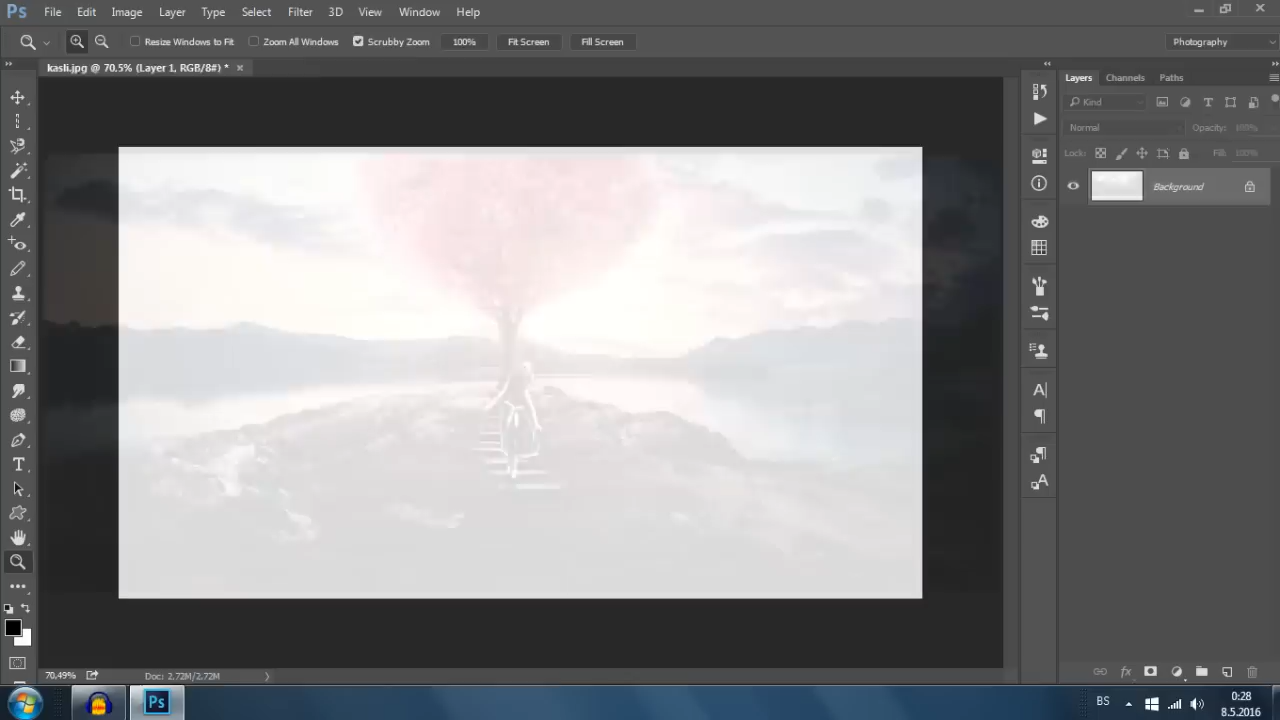 Ps File Edit Image Layer Type Select Filter 3D View Window Help
Resize Windows to Fit Zoom All Windows Scrubby Zoom 100% Fit Screen Fill Screen Photography
kasli.jpg @ 70.5% (Layer 1, RGB/8#) *
Layers Channels Paths
Kind
Normal Opacity: 100%
Lock: Fill: 100%
Background
70,49% Doc: 2.72M/2.72M
Ps BS 0:28
8.5.2016